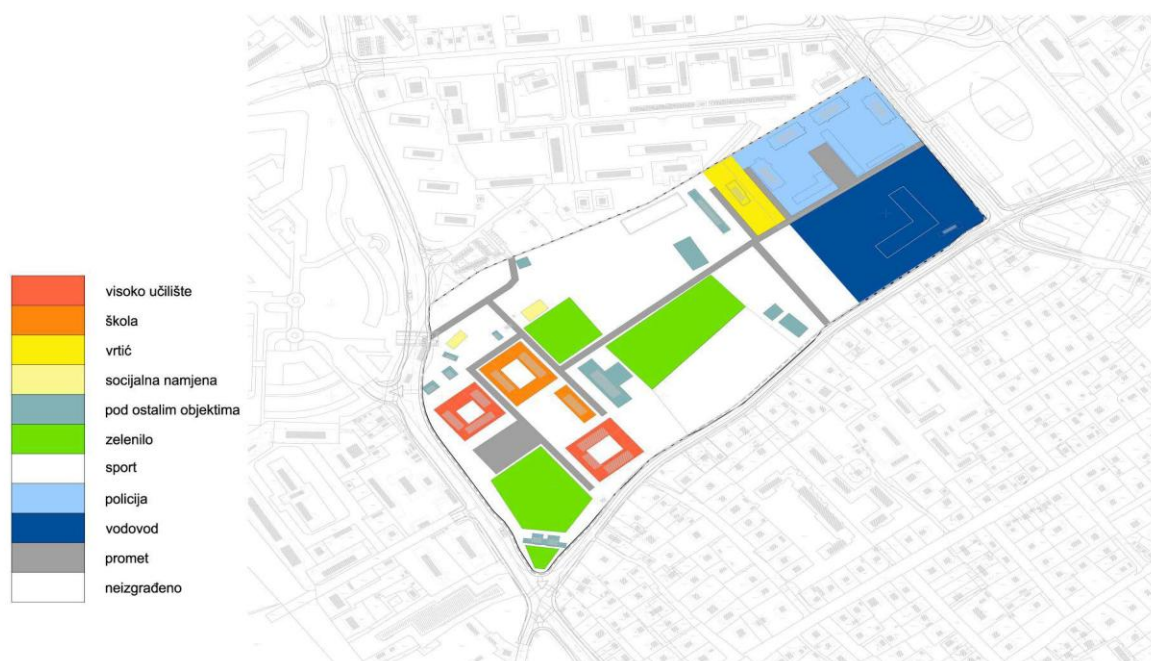 visoko učilište
škola
vrtić
socijalna namjena
pod ostalim objektima
zelenilo
sport
policija
vodovod
promet
neizgrađeno